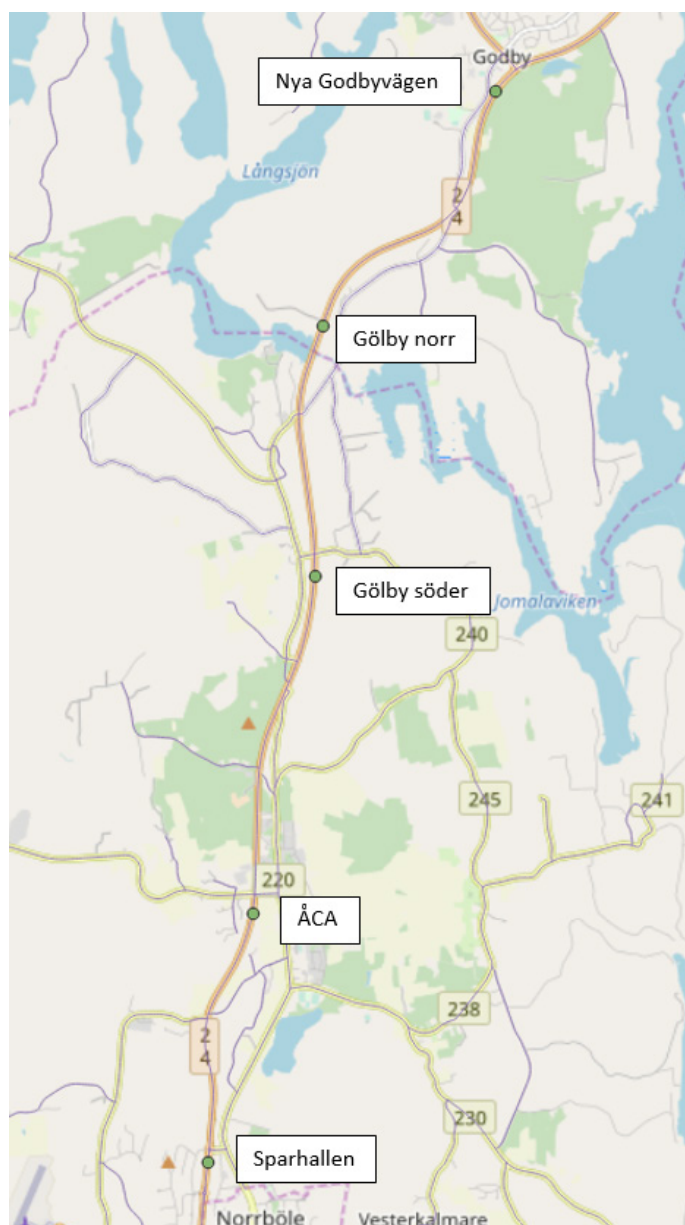 Godby
Nya Godbyvägen
Långsjön
2
4
Gölby norr
Gölby söder
Jomalaviken
240
245
241
220
ÅCA
238
2
4
230
Sparhallen
Norrböle
Vesterkalmare